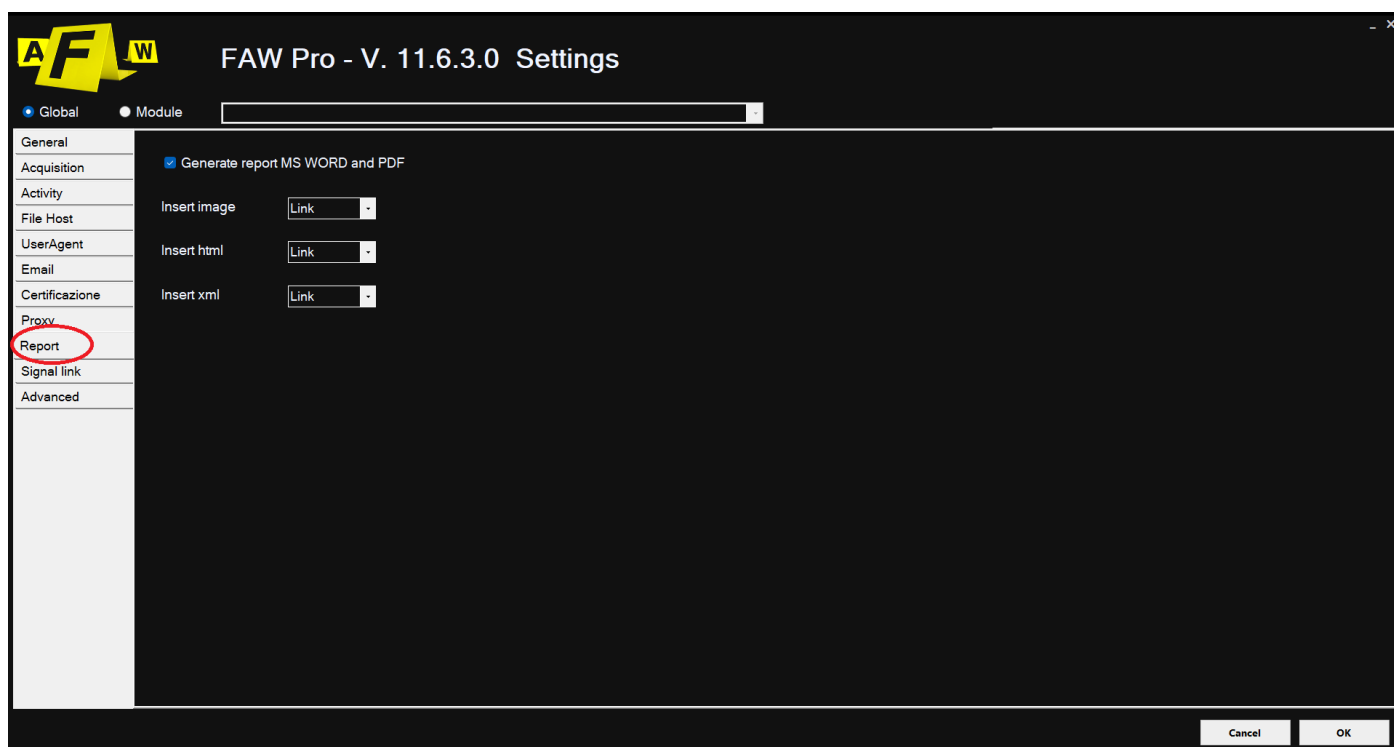 AFW
FAW Pro - V. 11.6.3.0 Settings
Global
Module
General
Acquisition
Activity
File Host
UserAgent
Email
Certificazione
Proxy
Report
Signal link
Advanced
Generate report MS WORD and PDF
Insert image Link
Insert html Link
Insert xml Link
Cancel
OK